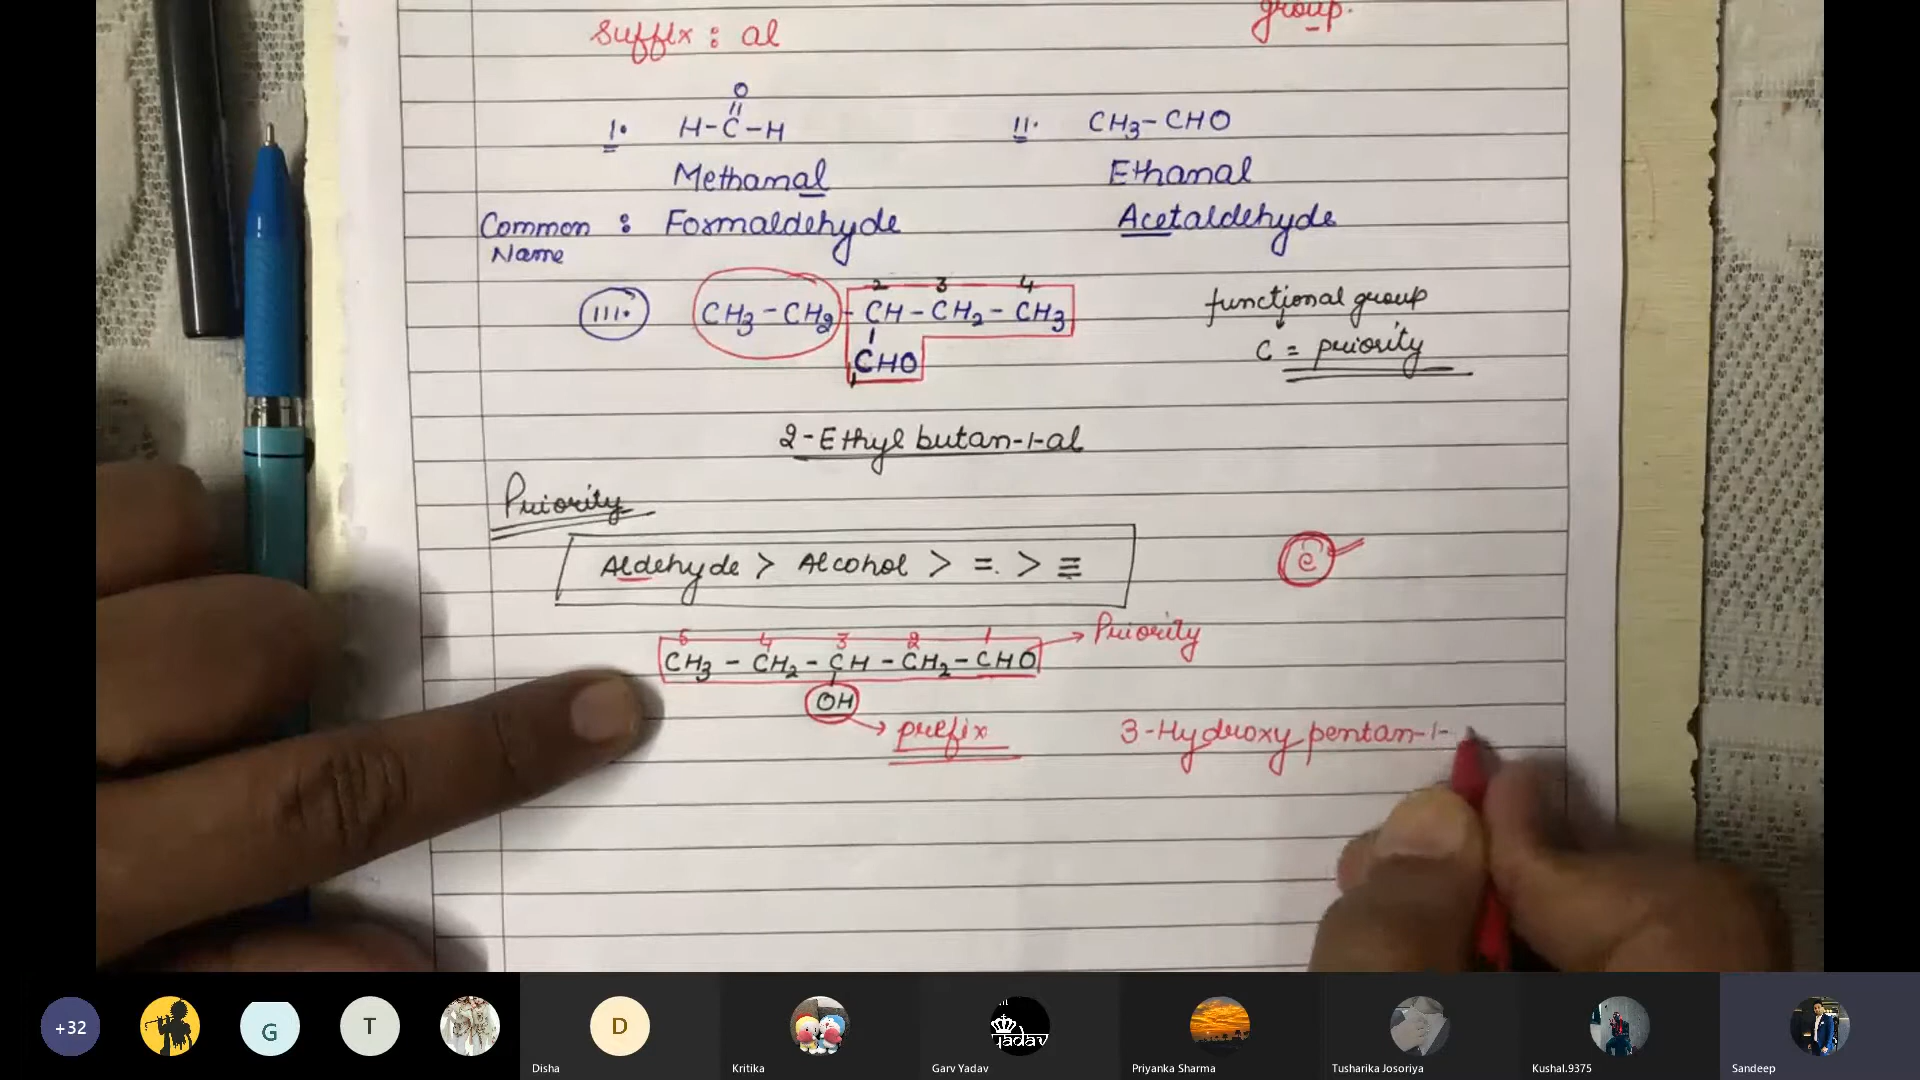 group.
Suffix : al
O
||
1. H-C-H 11. CH3-CHO
Methanal Ethanal
Common : Formaldehyde Acetaldehyde
Name
2 3 4
111. CH3-CH2-CH-CH2-CH3 functional group
CHO C = priority
1
2-Ethyl butan-1-al
Priority
Aldehyde > Alcohol > =. > ≡ e
5 4 3 2 1 → Priority
CH3-CH2-CH-CH2-CHO
OH
→ prefix 3-Hydroxy pentan-1-
+32 G T D
Disha Kritika Garv Yadav Priyanka Sharma Tusharika Josoriya Kushal.9375 Sandeep